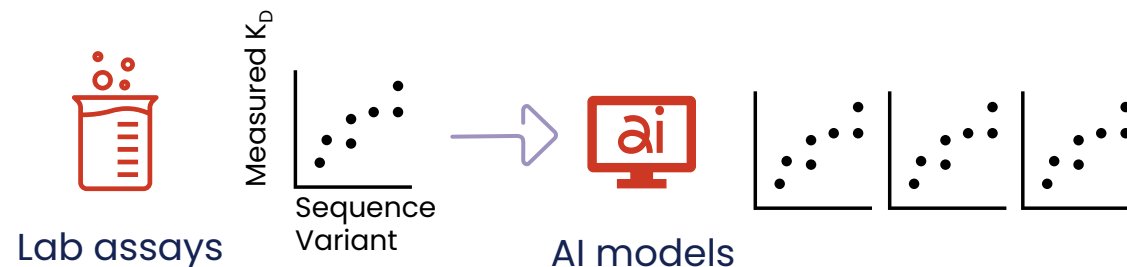 Measured K_D
Sequence
Variant
Lab assays
ai
AI models